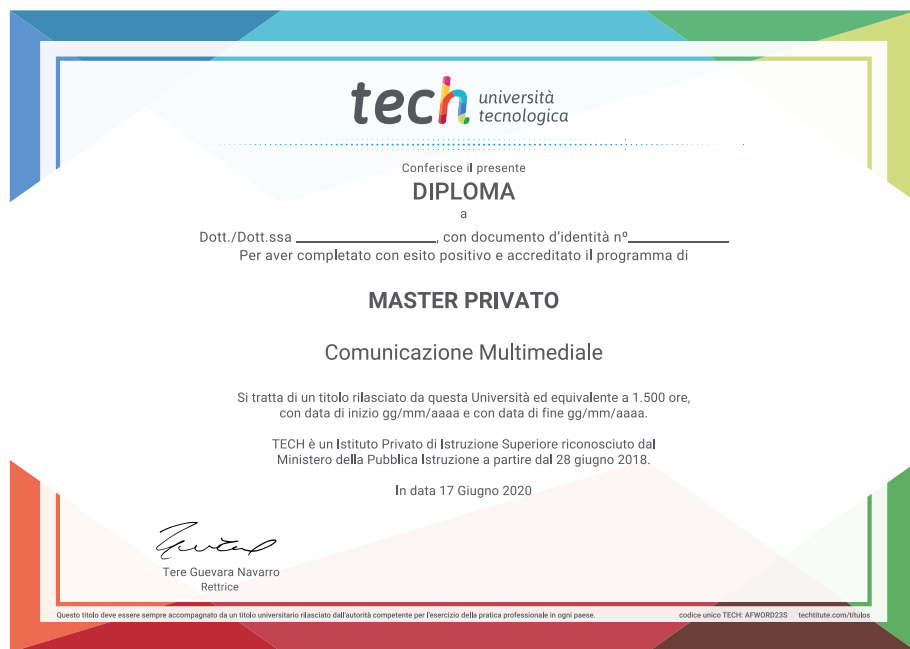 tech università
tecnologica
Conferisce il presente
DIPLOMA
a
Dott./Dott.ssa ________________, con documento d'identità nº____________
Per aver completato con esito positivo e accreditato il programma di
MASTER PRIVATO
Comunicazione Multimediale
Si tratta di un titolo rilasciato da questa Università ed equivalente a 1.500 ore,
con data di inizio gg/mm/aaaa e con data di fine gg/mm/aaaa.
TECH è un Istituto Privato di Istruzione Superiore riconosciuto dal
Ministero della Pubblica Istruzione a partire dal 28 giugno 2018.
In data 17 Giugno 2020
Tere Guevara Navarro
Rettrice
Questo titolo deve essere sempre accompagnato da un titolo universitario rilasciato dall'autorità competente per l'esercizio della pratica professionale in ogni paese. codice unico TECH: AFWORD23S techtitute.com/titulos